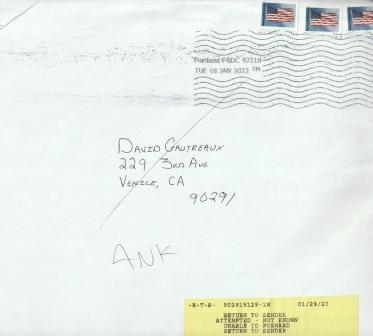 Portland P&DC 97218
TUE 18 JAN 2022 PM
DAVID GAUTREAUX
229 3RD AVE
VENICE, CA
90291
ANK
-R-T-S- 902915129-1N 01/29/22
RETURN TO SENDER
ATTEMPTED - NOT KNOWN
UNABLE TO FORWARD
RETURN TO SENDER